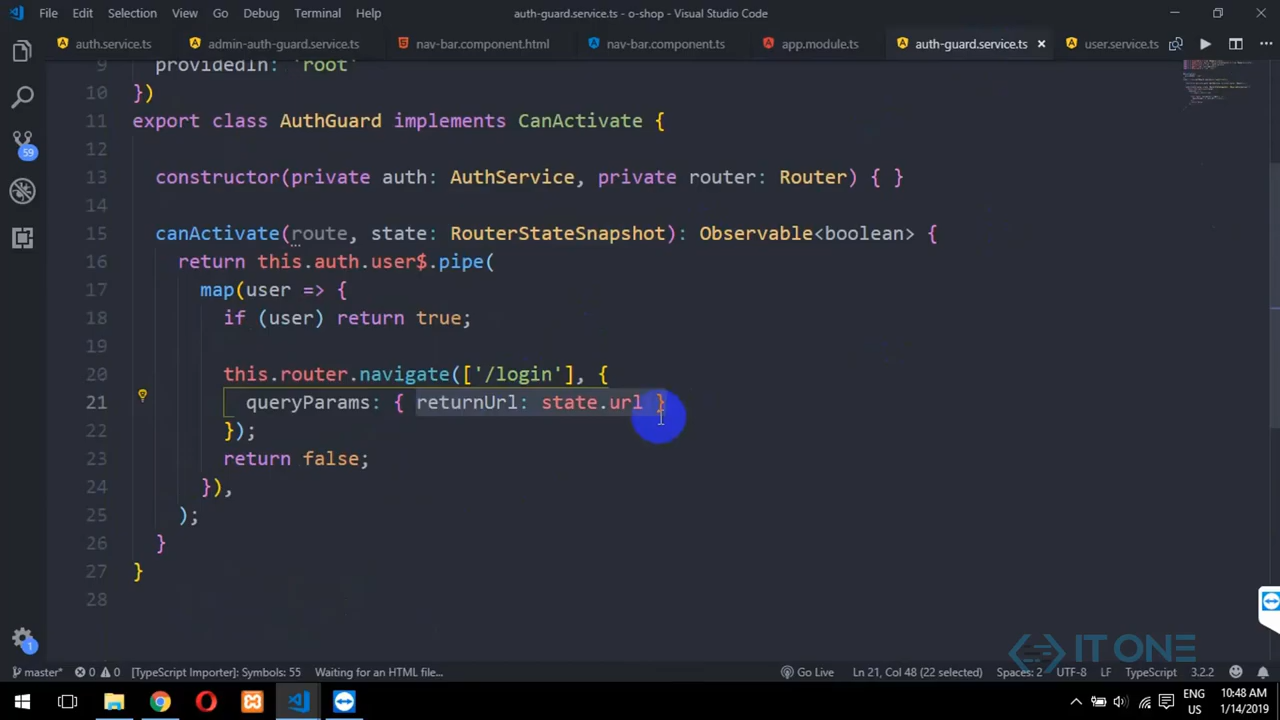 File Edit Selection View Go Debug Terminal Help auth-guard.service.ts - o-shop - Visual Studio Code
auth.service.ts admin-auth-guard.service.ts nav-bar.component.html nav-bar.component.ts app.module.ts auth-guard.service.ts user.service.ts
9 providedIn: 'root'
10 })
11 export class AuthGuard implements CanActivate {
12
13 constructor(private auth: AuthService, private router: Router) { }
14
15 canActivate(route, state: RouterStateSnapshot): Observable<boolean> {
16 return this.auth.user$.pipe(
17 map(user => {
18 if (user) return true;
19
20 this.router.navigate(['/login'], {
21 queryParams: { returnUrl: state.url }
22 });
23 return false;
24 }),
25 );
26 }
27 }
28
59
1
IT ONE
master* 0 0 [TypeScript Importer]: Symbols: 55 Waiting for an HTML file... Go Live Ln 21, Col 48 (22 selected) Spaces: 2 UTF-8 LF TypeScript 3.2.2
ENG 10:48 AM
US 1/14/2019